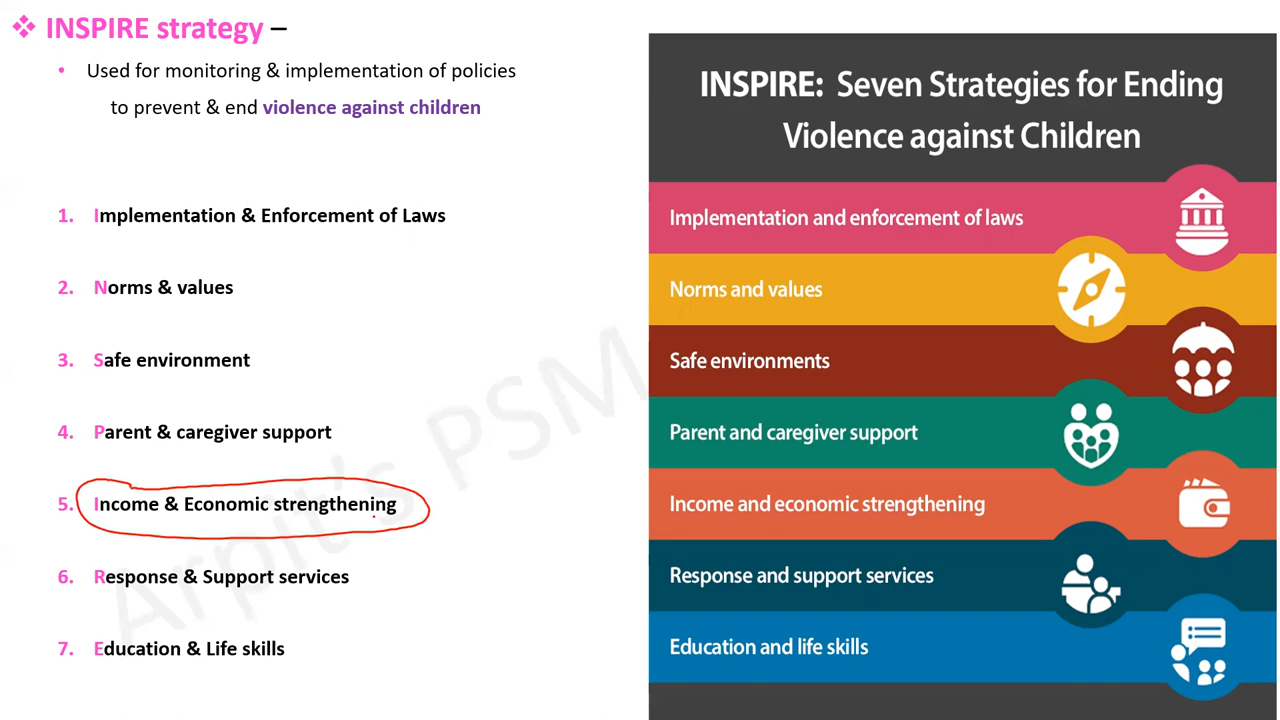 ❖ INSPIRE strategy –
• Used for monitoring & implementation of policies
to prevent & end violence against children
1. Implementation & Enforcement of Laws
2. Norms & values
3. Safe environment
4. Parent & caregiver support
5. Income & Economic strengthening
6. Response & Support services
7. Education & Life skills
Arpit's PSM
INSPIRE: Seven Strategies for Ending
Violence against Children
Implementation and enforcement of laws
Norms and values
Safe environments
Parent and caregiver support
Income and economic strengthening
Response and support services
Education and life skills